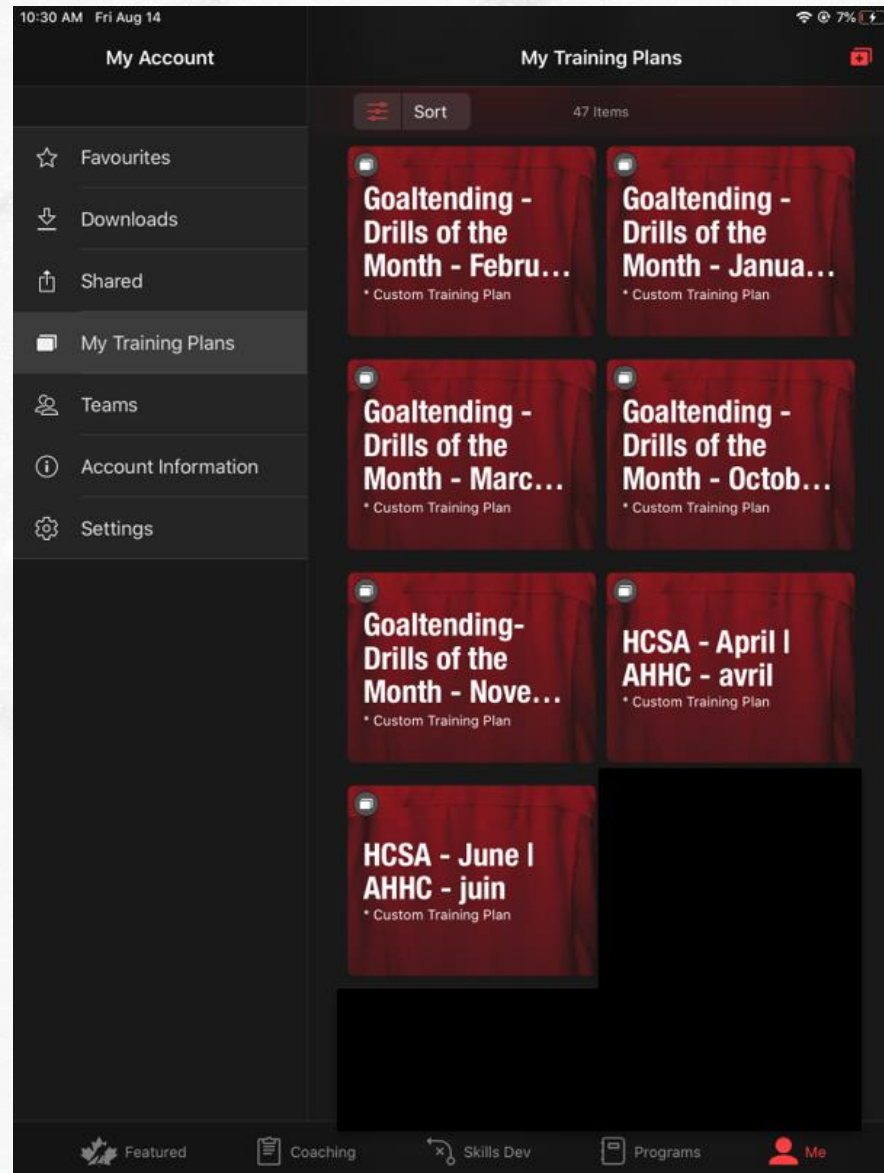 10:30 AM Fri Aug 14
7%
My Account
My Training Plans
Sort
47 Items
Favourites
Downloads
Shared
My Training Plans
Teams
Account Information
Settings
Goaltending -
Drills of the
Month - Febru...
* Custom Training Plan
Goaltending -
Drills of the
Month - Janua...
* Custom Training Plan
Goaltending -
Drills of the
Month - Marc...
* Custom Training Plan
Goaltending -
Drills of the
Month - Octob...
* Custom Training Plan
Goaltending-
Drills of the
Month - Nove...
* Custom Training Plan
HCSA - April |
AHHC - avril
* Custom Training Plan
HCSA - June |
AHHC - juin
* Custom Training Plan
Featured
Coaching
Skills Dev
Programs
Me